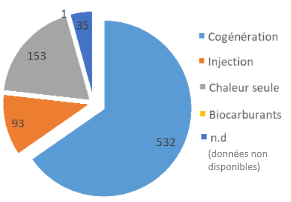 1
35
153
93
532
Cogénération
Injection
Chaleur seule
Biocarburants
n.d
(données non
disponibles)